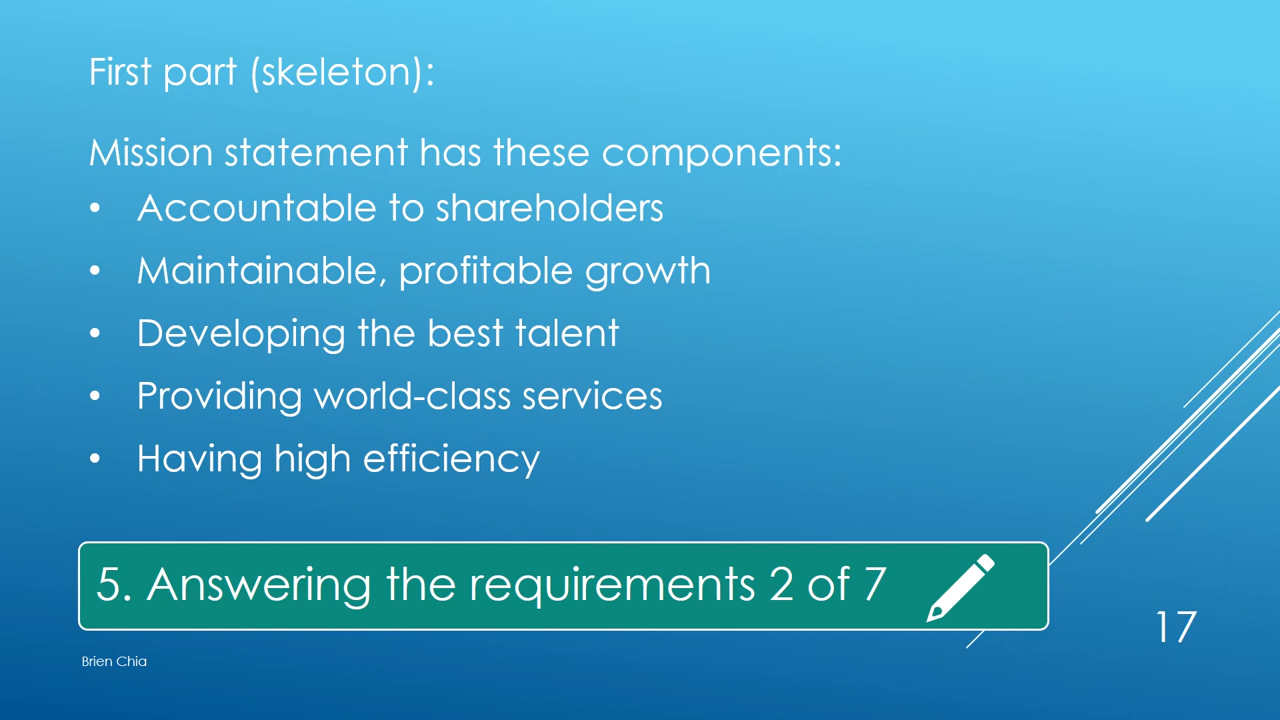 First part (skeleton):
Mission statement has these components:
• Accountable to shareholders
• Maintainable, profitable growth
• Developing the best talent
• Providing world-class services
• Having high efficiency
5. Answering the requirements 2 of 7
17
Brien Chia